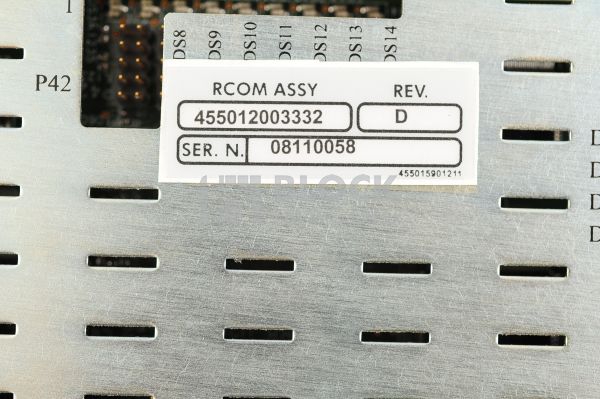 1
DS8 DS9 DS10 DS11 DS12 DS13 DS14
P42
RCOM ASSY REV.
455012003332 D
SER. N. 08110058
455015901211
D
D
D
D